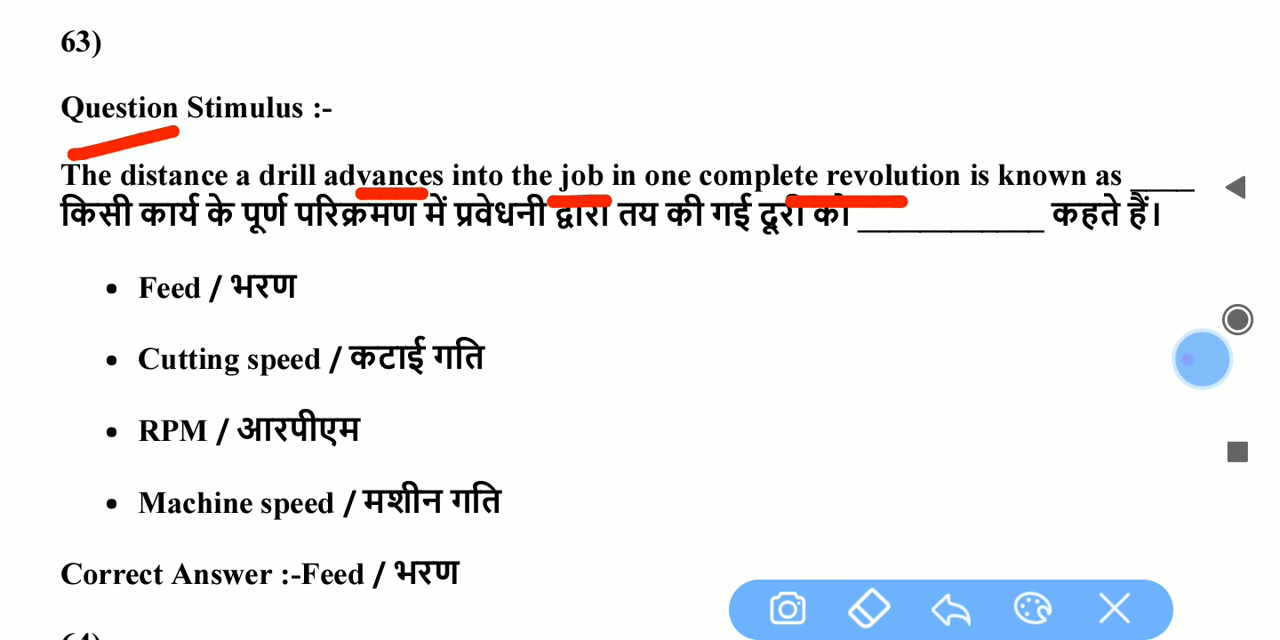 63)
Question Stimulus :-
The distance a drill advances into the job in one complete revolution is known as ____
किसी कार्य के पूर्ण परिक्रमण में प्रवेधनी द्वारा तय की गई दूरी को ____________ कहते हैं।
• Feed / भरण
• Cutting speed / कटाई गति
• RPM / आरपीएम
• Machine speed / मशीन गति
Correct Answer :-Feed / भरण